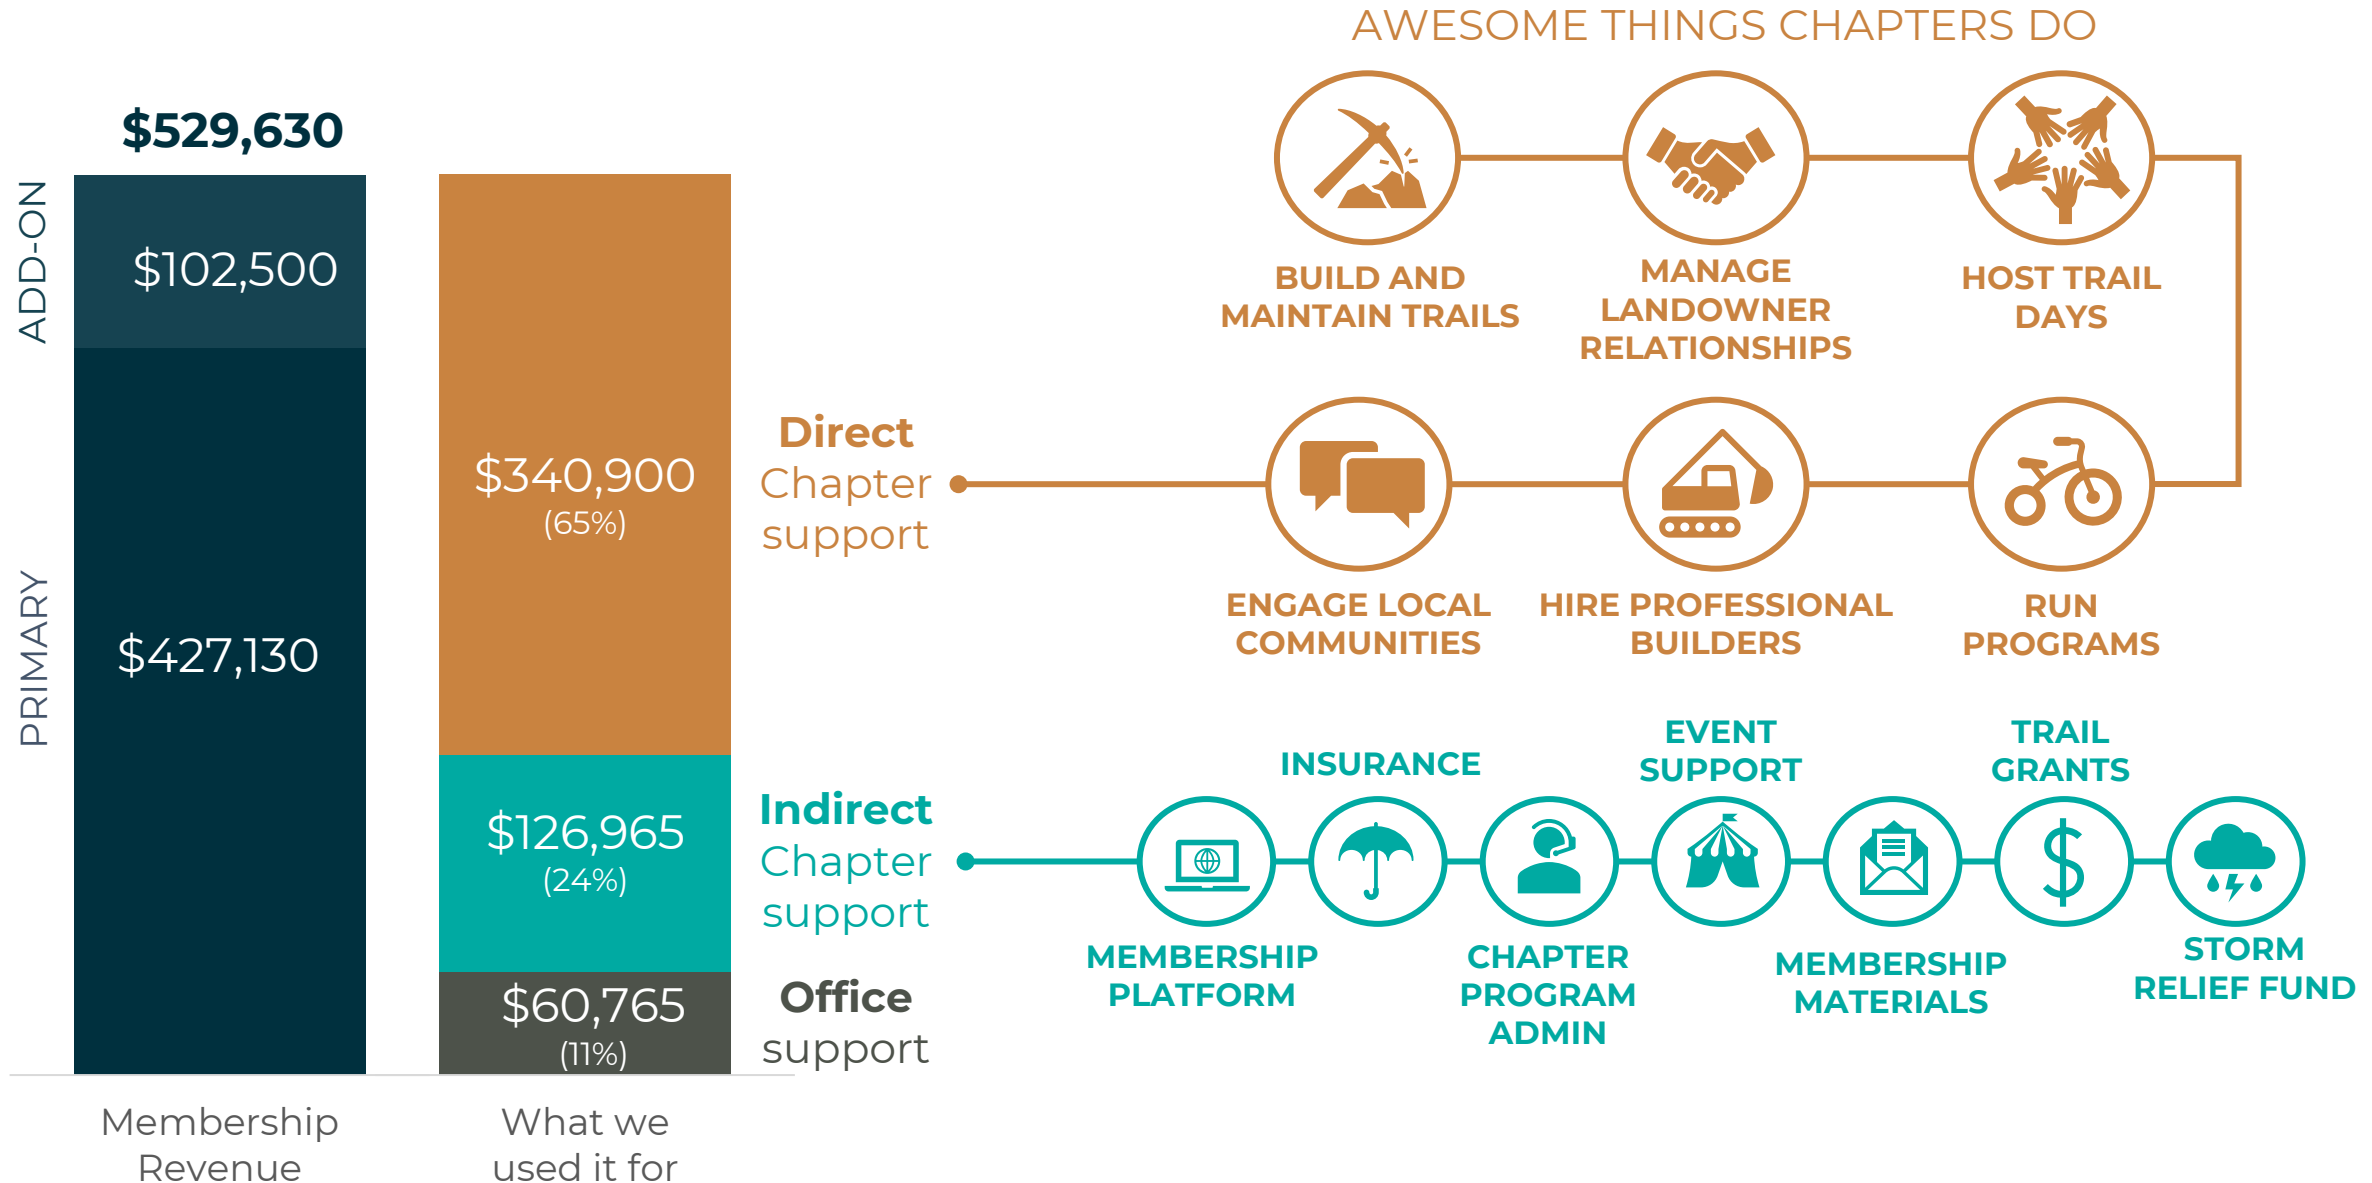 AWESOME THINGS CHAPTERS DO
$529,630
ADD-ON
$102,500
PRIMARY
$427,130
Membership
Revenue
$340,900
(65%)
$126,965
(24%)
$60,765
(11%)
What we
used it for
Direct
Chapter
support
BUILD AND
MAINTAIN TRAILS
MANAGE
LANDOWNER
RELATIONSHIPS
HOST TRAIL
DAYS
ENGAGE LOCAL
COMMUNITIES
HIRE PROFESSIONAL
BUILDERS
RUN
PROGRAMS
Indirect
Chapter
support
MEMBERSHIP
PLATFORM
INSURANCE
CHAPTER
PROGRAM
ADMIN
EVENT
SUPPORT
MEMBERSHIP
MATERIALS
TRAIL
GRANTS
STORM
RELIEF FUND
Office
support